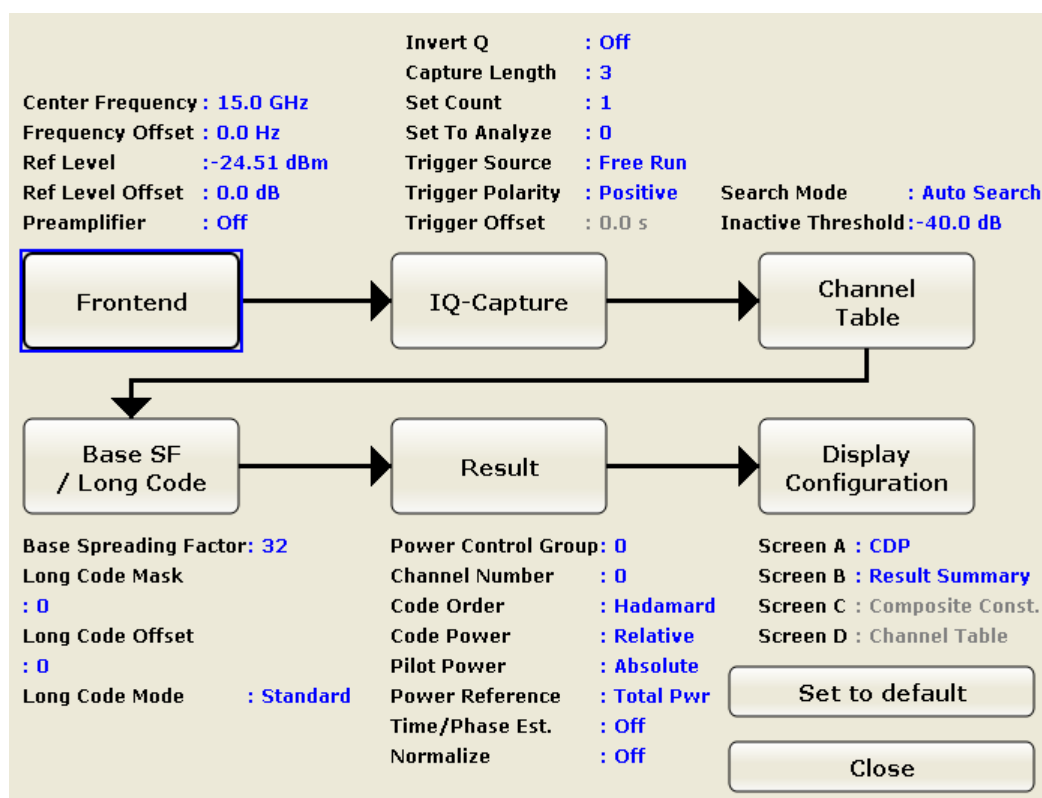 Center Frequency : 15.0 GHz
Frequency Offset : 0.0 Hz
Ref Level :-24.51 dBm
Ref Level Offset : 0.0 dB
Preamplifier : Off
Invert Q : Off
Capture Length : 3
Set Count : 1
Set To Analyze : 0
Trigger Source : Free Run
Trigger Polarity : Positive
Trigger Offset : 0.0 s
Search Mode : Auto Search
Inactive Threshold :-40.0 dB
Frontend
IQ-Capture
Channel
Table
Base SF
/ Long Code
Result
Display
Configuration
Base Spreading Factor: 32
Long Code Mask
: 0
Long Code Offset
: 0
Long Code Mode : Standard
Power Control Group: 0
Channel Number : 0
Code Order : Hadamard
Code Power : Relative
Pilot Power : Absolute
Power Reference : Total Pwr
Time/Phase Est. : Off
Normalize : Off
Screen A : CDP
Screen B : Result Summary
Screen C : Composite Const.
Screen D : Channel Table
Set to default
Close